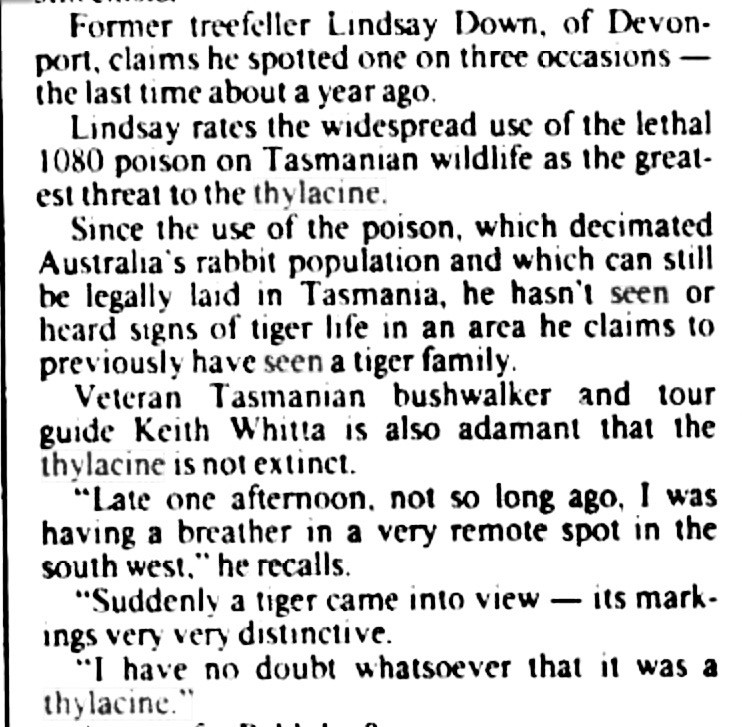 Former treefeller Lindsay Down, of Devon-
port, claims he spotted one on three occasions —
the last time about a year ago.
Lindsay rates the widespread use of the lethal
1080 poison on Tasmanian wildlife as the great-
est threat to the thylacine.
Since the use of the poison, which decimated
Australia's rabbit population and which can still
be legally laid in Tasmania, he hasn't seen or
heard signs of tiger life in an area he claims to
previously have seen a tiger family.
Veteran Tasmanian bushwalker and tour
guide Keith Whitta is also adamant that the
thylacine is not extinct.
"Late one afternoon, not so long ago, I was
having a breather in a very remote spot in the
south west," he recalls.
"Suddenly a tiger came into view — its mark-
ings very very distinctive.
"I have no doubt whatsoever that it was a
thylacine."